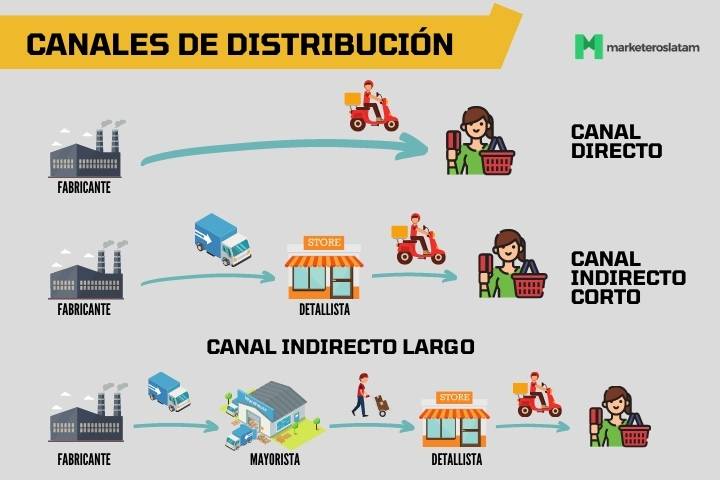 CANALES DE DISTRIBUCIÓN
marketeroslatam
FABRICANTE
CANAL
DIRECTO
FABRICANTE
STORE
DETALLISTA
CANAL
INDIRECTO
CORTO
CANAL INDIRECTO LARGO
FABRICANTE
MAYORISTA
STORE
DETALLISTA